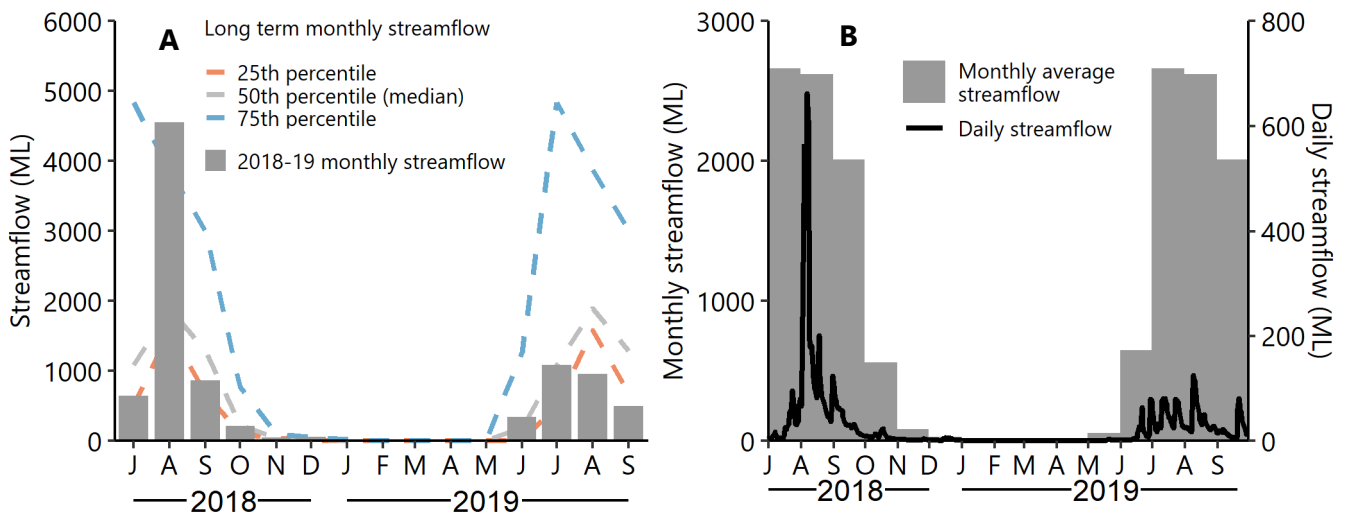 A
Long term monthly streamflow
25th percentile
50th percentile (median)
75th percentile
2018-19 monthly streamflow
Streamflow (ML)
6000
5000
4000
3000
2000
1000
0
J A S O N D J F M A M J J A S
2018 2019
B
Monthly average
streamflow
Daily streamflow
Monthly streamflow (ML)
3000
2000
1000
0
Daily streamflow (ML)
800
600
400
200
0
J A S O N D J F M A M J J A S
2018 2019